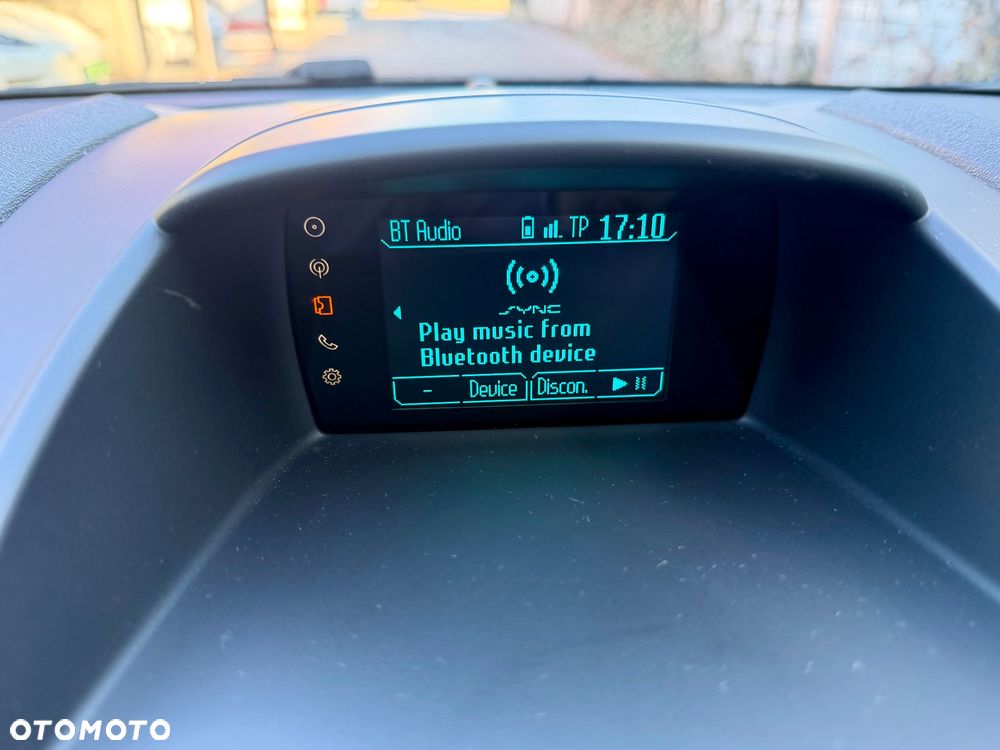 BT Audio TP 17:10
SYNC
Play music from
Bluetooth device
- Device Discon.
OTOMOTO